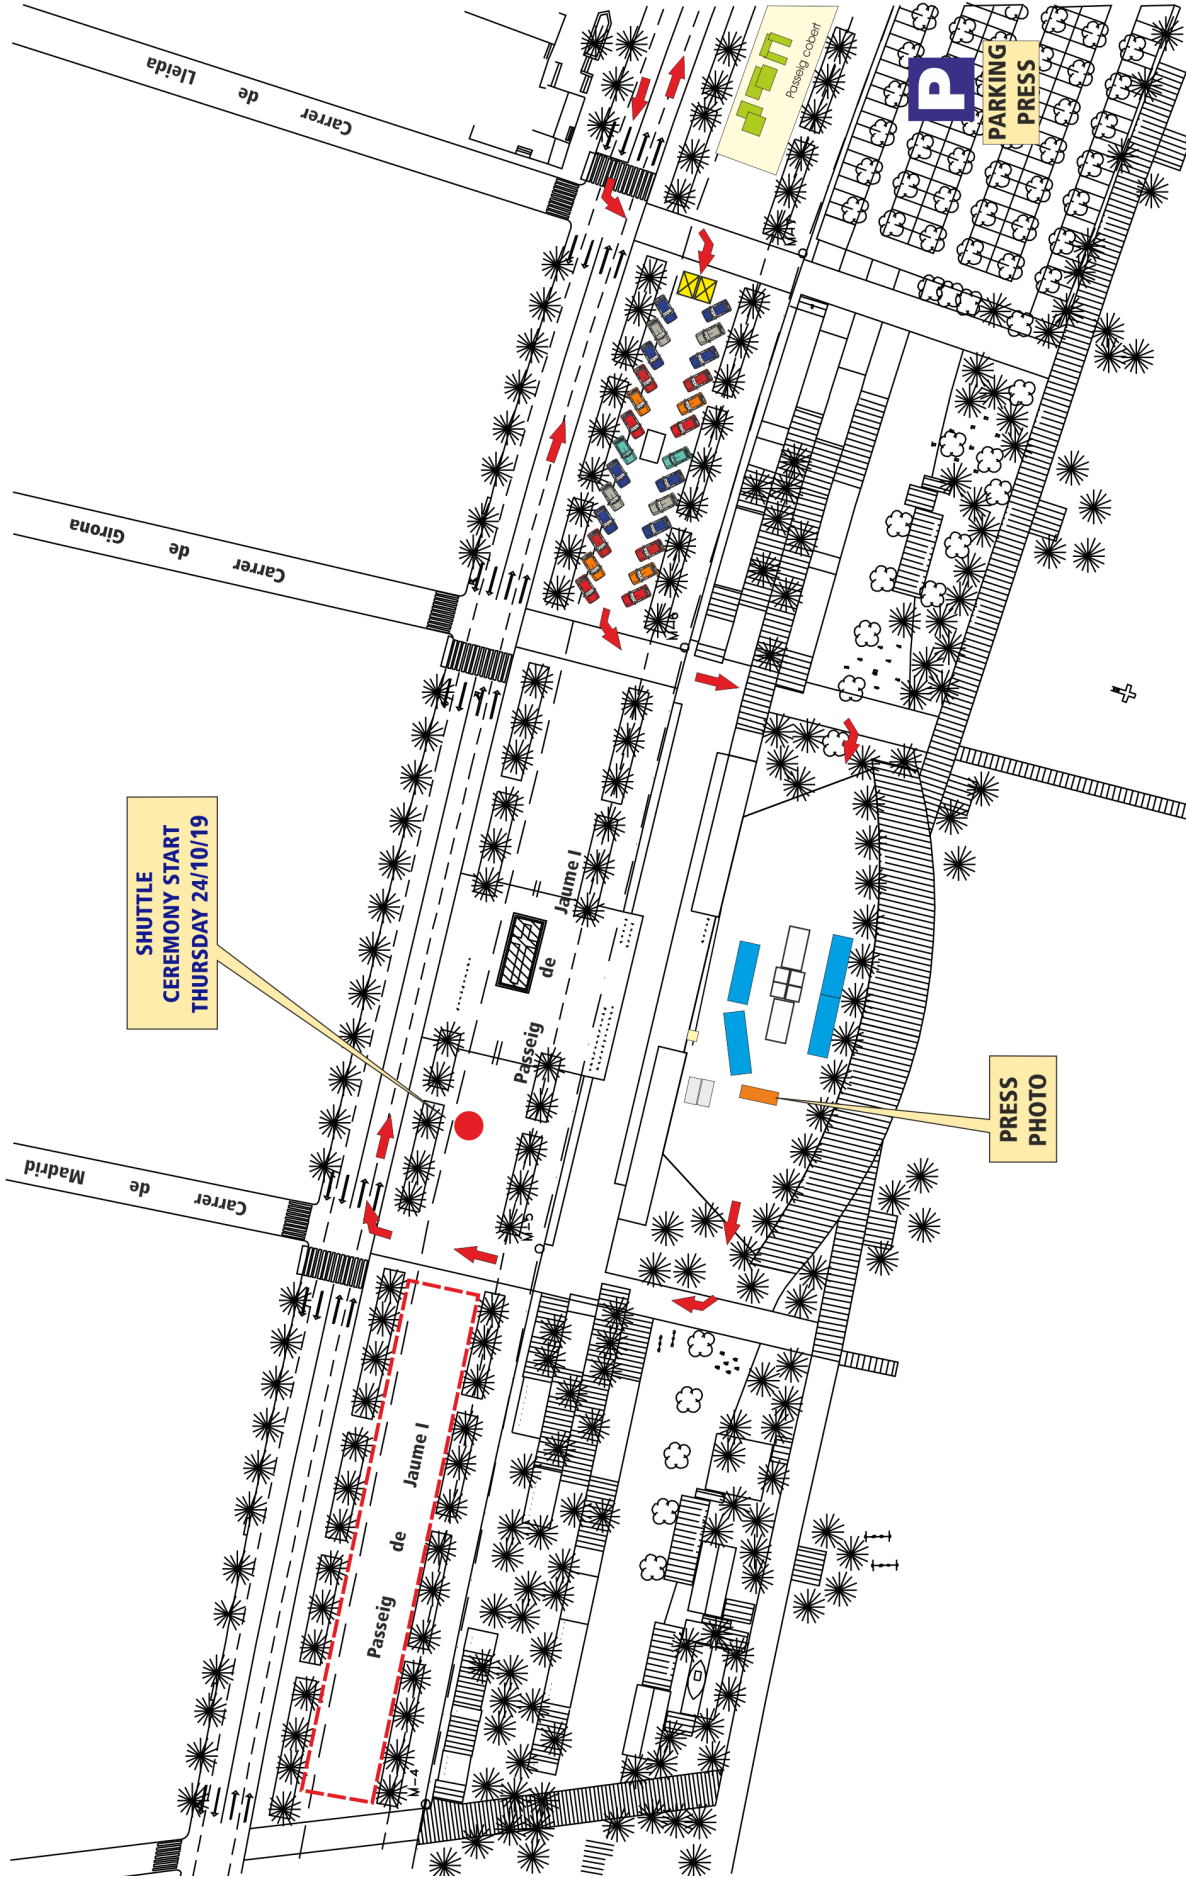 Carrer de Lleida
Passeig cobert
P
PARKING
PRESS
Carrer de Girona
M-6
SHUTTLE
CEREMONY START
THURSDAY 24/10/19
Passeig de Jaume I
PRESS
PHOTO
Carrer de Madrid
M-5
Passeig de Jaume I
M-4